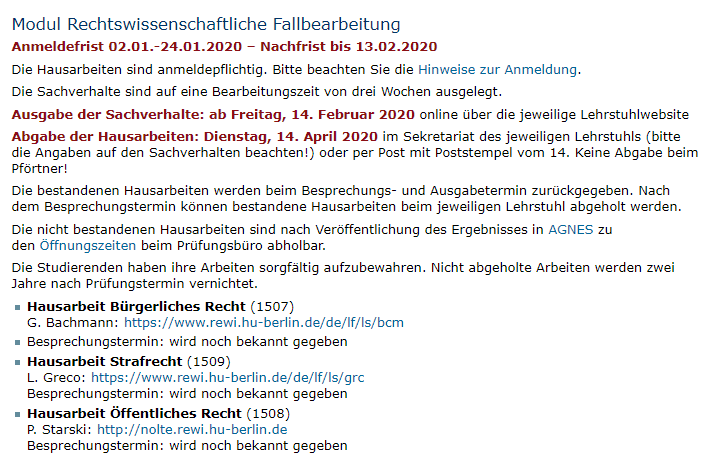 Modul Rechtswissenschaftliche Fallbearbeitung
Anmeldefrist 02.01.-24.01.2020 – Nachfrist bis 13.02.2020
Die Hausarbeiten sind anmeldepflichtig. Bitte beachten Sie die Hinweise zur Anmeldung.
Die Sachverhalte sind auf eine Bearbeitungszeit von drei Wochen ausgelegt.
Ausgabe der Sachverhalte: ab Freitag, 14. Februar 2020 online über die jeweilige Lehrstuhlwebsite
Abgabe der Hausarbeiten: Dienstag, 14. April 2020 im Sekretariat des jeweiligen Lehrstuhls (bitte
die Angaben auf den Sachverhalten beachten!) oder per Post mit Poststempel vom 14. Keine Abgabe beim
Pförtner!
Die bestandenen Hausarbeiten werden beim Besprechungs- und Ausgabetermin zurückgegeben. Nach
dem Besprechungstermin können bestandene Hausarbeiten beim jeweiligen Lehrstuhl abgeholt werden.
Die nicht bestandenen Hausarbeiten sind nach Veröffentlichung des Ergebnisses in AGNES zu
den Öffnungszeiten beim Prüfungsbüro abholbar.
Die Studierenden haben ihre Arbeiten sorgfältig aufzubewahren. Nicht abgeholte Arbeiten werden zwei
Jahre nach Prüfungstermin vernichtet.
Hausarbeit Bürgerliches Recht (1507)
G. Bachmann: https://www.rewi.hu-berlin.de/de/lf/ls/bcm
Besprechungstermin: wird noch bekannt gegeben
Hausarbeit Strafrecht (1509)
L. Greco: https://www.rewi.hu-berlin.de/de/lf/ls/grc
Besprechungstermin: wird noch bekannt gegeben
Hausarbeit Öffentliches Recht (1508)
P. Starski: http://nolte.rewi.hu-berlin.de
Besprechungstermin: wird noch bekannt gegeben